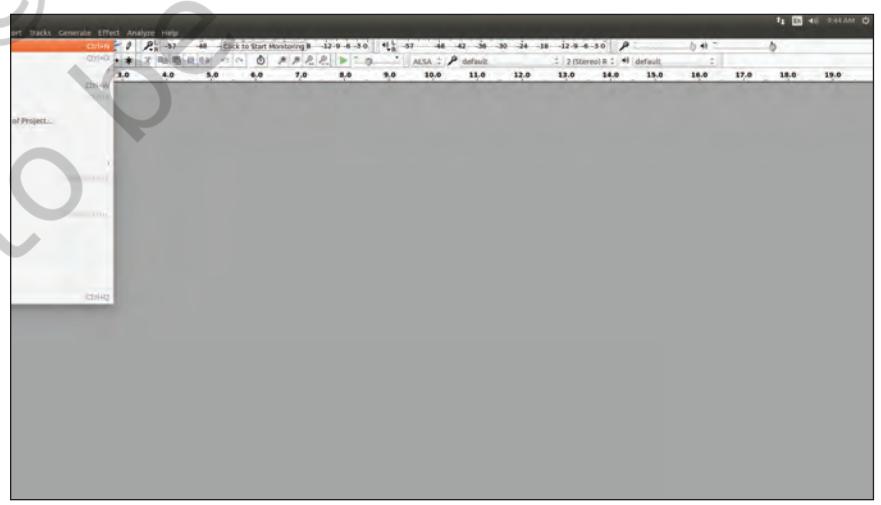 9:44 AM
ort Tracks Generate Effect Analyze Help
Ctrl+N
-57 -48 - Click to Start Monitoring R -12 -9 -6 -3 0 -57 -48 -42 -36 -30 -24 -18 -12 -9 -6 -3 0
Ctrl+O
ALSA default 2 (Stereo) R default
3.0 4.0 5.0 6.0 7.0 8.0 9.0 10.0 11.0 12.0 13.0 14.0 15.0 16.0 17.0 18.0 19.0
Ctrl+W
of Project...
Ctrl+Q
to be